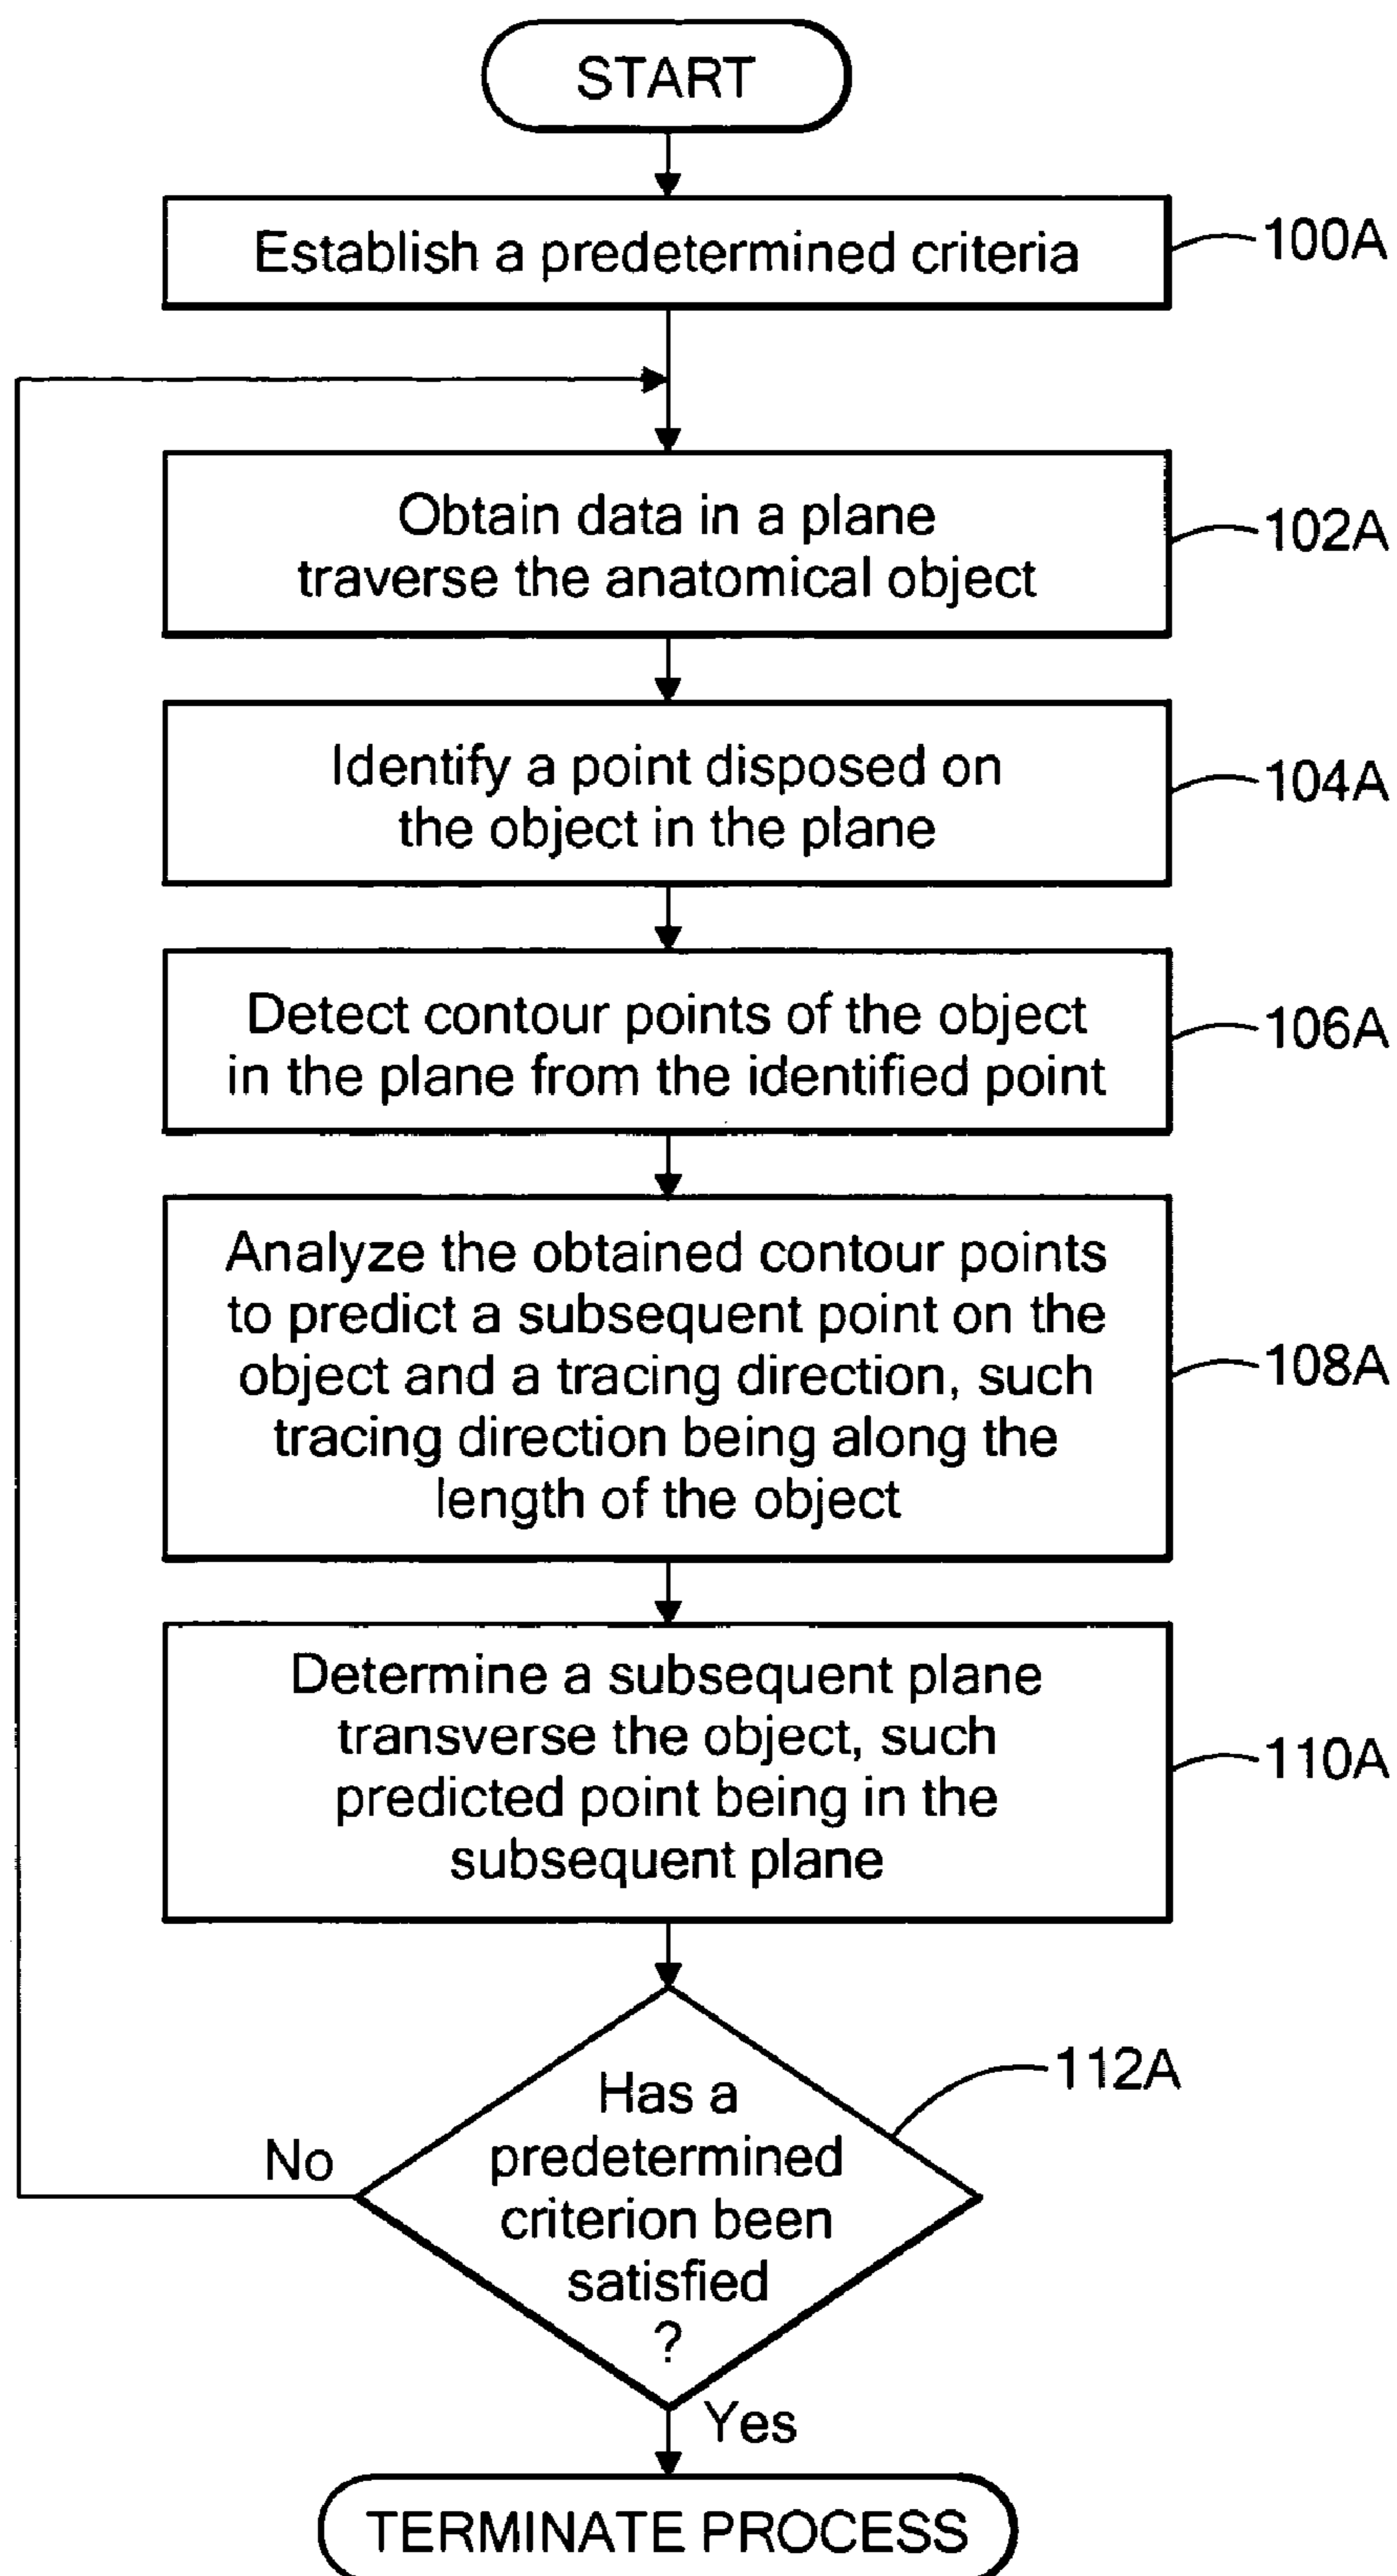 START
Establish a predetermined criteria
100A
Obtain data in a plane
traverse the anatomical object
102A
Identify a point disposed on
the object in the plane
104A
Detect contour points of the object
in the plane from the identified point
106A
Analyze the obtained contour points
to predict a subsequent point on the
object and a tracing direction, such
tracing direction being along the
length of the object
108A
Determine a subsequent plane
transverse the object, such
predicted point being in the
subsequent plane
110A
Has a
predetermined
criterion been
satisfied
?
112A
No
Yes
TERMINATE PROCESS